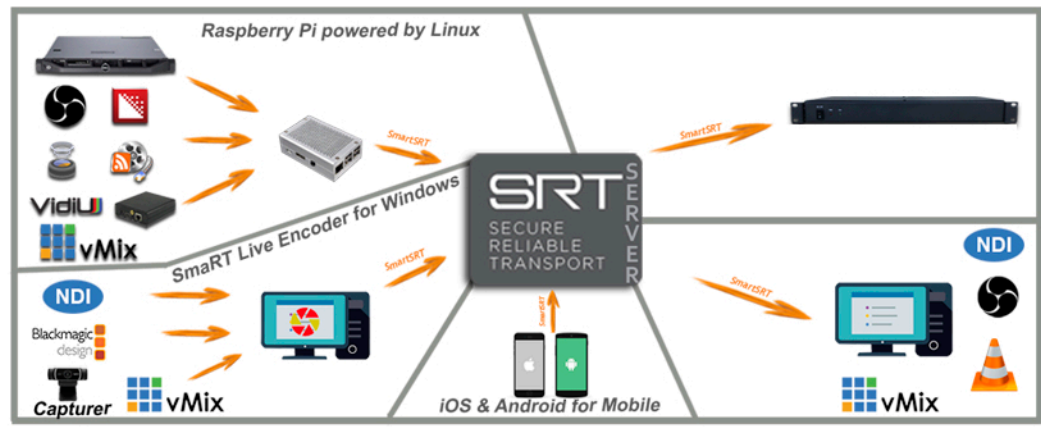 Raspberry Pi powered by Linux
SmartSRT
VidiU
vMix
SmaRT Live Encoder for Windows
SmartSRT
NDI
Blackmagic
design
Capturer
vMix
SRT
SECURE
RELIABLE
TRANSPORT
SERVER
SmartSRT
iOS & Android for Mobile
SmartSRT
SmartSRT
NDI
vMix